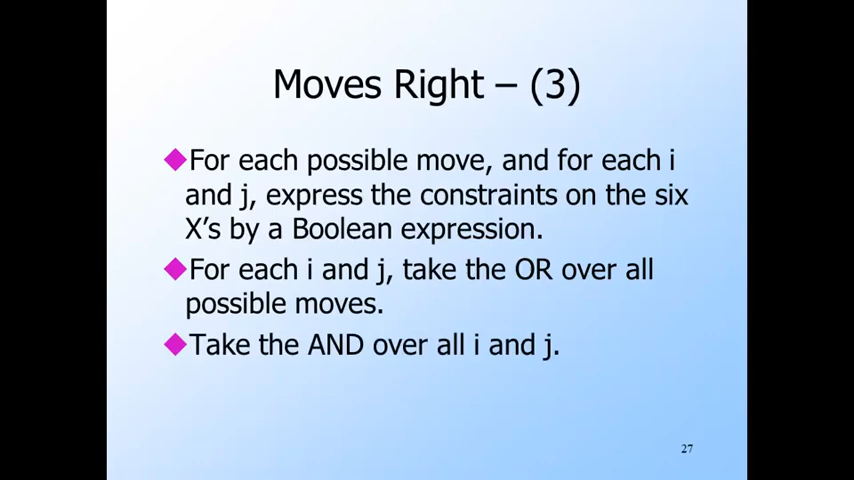 Moves Right – (3)
For each possible move, and for each i
and j, express the constraints on the six
X's by a Boolean expression.
For each i and j, take the OR over all
possible moves.
Take the AND over all i and j.
27